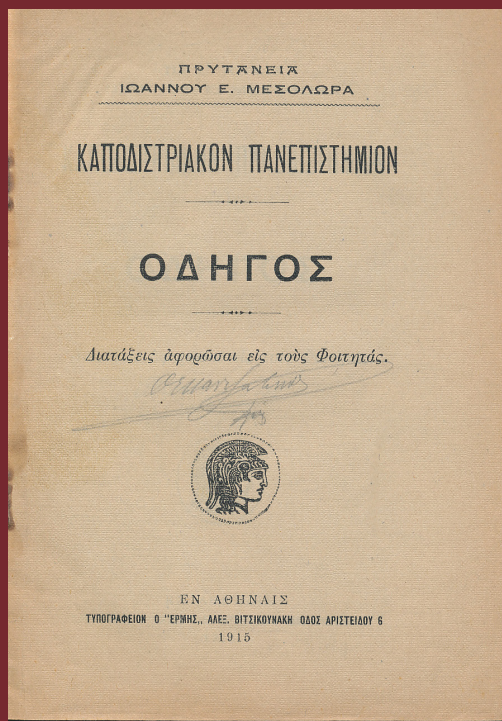 ΠΡΥΤΑΝΕΙΑ
ΙΩΑΝΝΟΥ Ε. ΜΕΣΟΛΩΡΑ
ΚΑΠΟΔΙΣΤΡΙΑΚΟΝ ΠΑΝΕΠΙΣΤΗΜΙΟΝ
ΟΔΗΓΟΣ
Διατάξεις ἀφορῶσαι εἰς τοὺς Φοιτητάς.
ΕΝ ΑΘΗΝΑΙΣ
ΤΥΠΟΓΡΑΦΕΙΟΝ Ο "ΕΡΜΗΣ„ ΑΛΕΞ. ΒΙΤΣΙΚΟΥΝΑΚΗ ΟΔΟΣ ΑΡΙΣΤΕΙΔΟΥ 6
1915